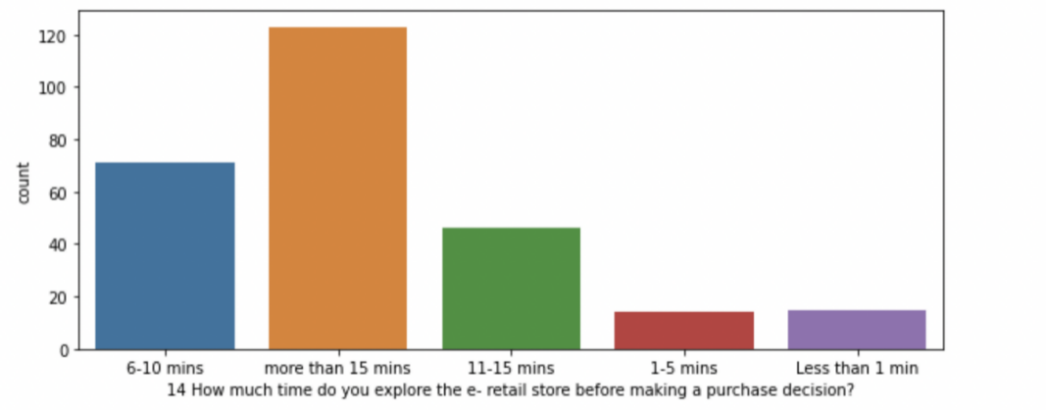 120
100
80
60
40
20
0
count
6-10 mins more than 15 mins 11-15 mins 1-5 mins Less than 1 min
14 How much time do you explore the e- retail store before making a purchase decision?